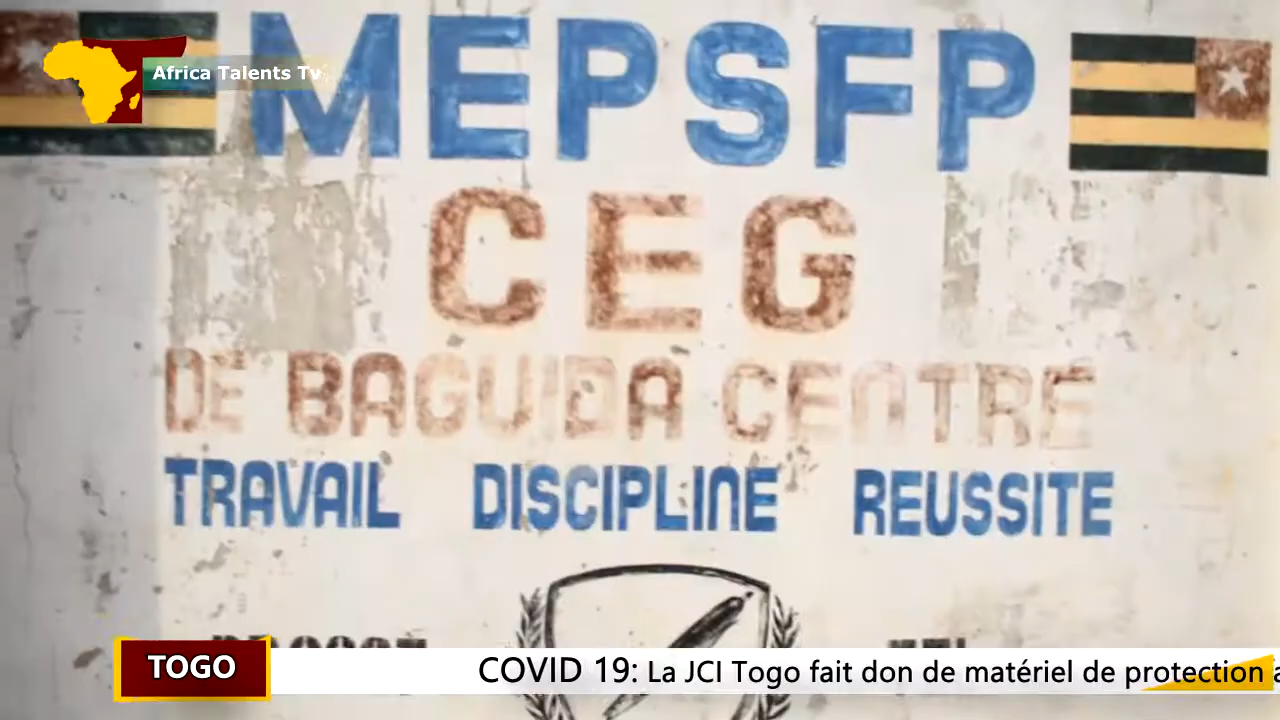 Africa Talents Tv
MEPSFP
CEG
DE BAGUIDA CENTRE
TRAVAIL DISCIPLINE REUSSITE
TOGO
COVID 19: La JCI Togo fait don de matériel de protection